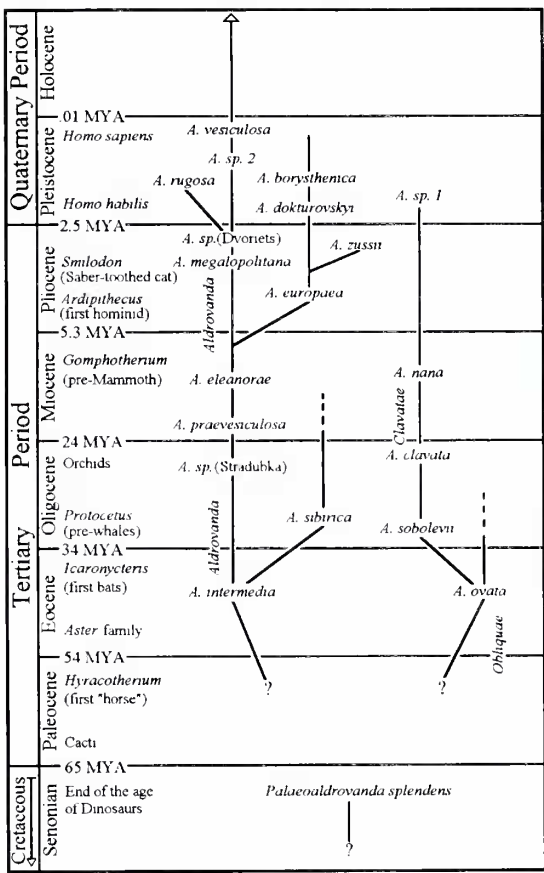 Quaternary Period
Tertiary Period
Cretaceous
Holocene
Pleistocene
Pliocene
Miocene
Oligocene
Eocene
Paleocene
Senonian
.01 MYA
Homo sapiens
A. vesiculosa
A. sp. 2
A. rugosa
A. borysthenica
Homo habilis
A. dokturovskyi
A. sp. 1
2.5 MYA
A. sp. (Dvoriets)
A. zussii
Smilodon
(Saber-toothed cat)
A. megalopolitana
Ardipithecus
(first hominid)
A. europaea
Aldrovanda
5.3 MYA
Gomphotherium
(pre-Mammoth)
A. eleanorae
A. nana
Clavatae
A. praevesiculosa
24 MYA
Orchids
A. sp. (Stradubka)
A. clavata
Protocetus
(pre-whales)
A. sibirica
A. sobolevii
Aldrovanda
34 MYA
Icaronycteris
(first bats)
A. intermedia
A. ovata
Aster family
Obliquae
54 MYA
Hyracotherium
(first "horse")
?
?
Cacti
65 MYA
End of the age
of Dinosaurs
Palaeoaldrovanda splendens
?